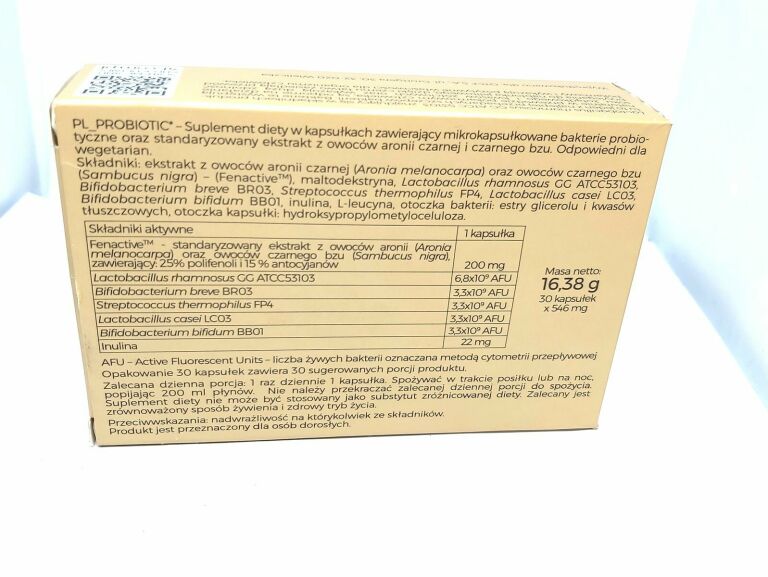 PL_PROBIOTIC* – Suplement diety w kapsułkach zawierający mikrokapsułkowane bakterie probio-
tyczne oraz standaryzowany ekstrakt z owoców aronii czarnej i czarnego bzu. Odpowiedni dla
wegetarian.
Składniki: ekstrakt z owoców aronii czarnej (Aronia melanocarpa) oraz owoców czarnego bzu
(Sambucus nigra) – (Fenactive™), maltodekstryna, Lactobacillus rhamnosus GG ATCC53103,
Bifidobacterium breve BR03, Streptococcus thermophilus FP4, Lactobacillus casei LC03,
Bifidobacterium bifidum BB01, inulina, L-leucyna, otoczka bakterii: estry glicerolu i kwasów
tłuszczowych, otoczka kapsułki: hydroksypropylometyloceluloza.
Składniki aktywne 1 kapsułka
Fenactive™ - standaryzowany ekstrakt z owoców aronii (Aronia
melanocarpa) oraz owoców czarnego bzu (Sambucus nigra),
zawierający: 25% polifenoli i 15 % antocyjanów 200 mg
Lactobacillus rhamnosus GG ATCC53103 6,8x10⁹ AFU
Bifidobacterium breve BR03 3,3x10⁹ AFU
Streptococcus thermophilus FP4 3,3x10⁹ AFU
Lactobacillus casei LC03 3,3x10⁹ AFU
Bifidobacterium bifidum BB01 3,3x10⁹ AFU
Inulina 22 mg
Masa netto:
16,38 g
30 kapsułek
x 546 mg
AFU – Active Fluorescent Units – liczba żywych bakterii oznaczana metodą cytometrii przepływowej
Opakowanie 30 kapsułek zawiera 30 sugerowanych porcji produktu.
Zalecana dzienna porcja: 1 raz dziennie 1 kapsułka. Spożywać w trakcie posiłku lub na noc,
popijając 200 ml płynów. Nie należy przekraczać zalecanej dziennej porcji do spożycia.
Suplement diety nie może być stosowany jako substytut zróżnicowanej diety. Zalecany jest
zrównoważony sposób żywienia i zdrowy tryb życia.
Przeciwwskazania: nadwrażliwość na którykolwiek ze składników.
Produkt jest przeznaczony dla osób dorosłych.